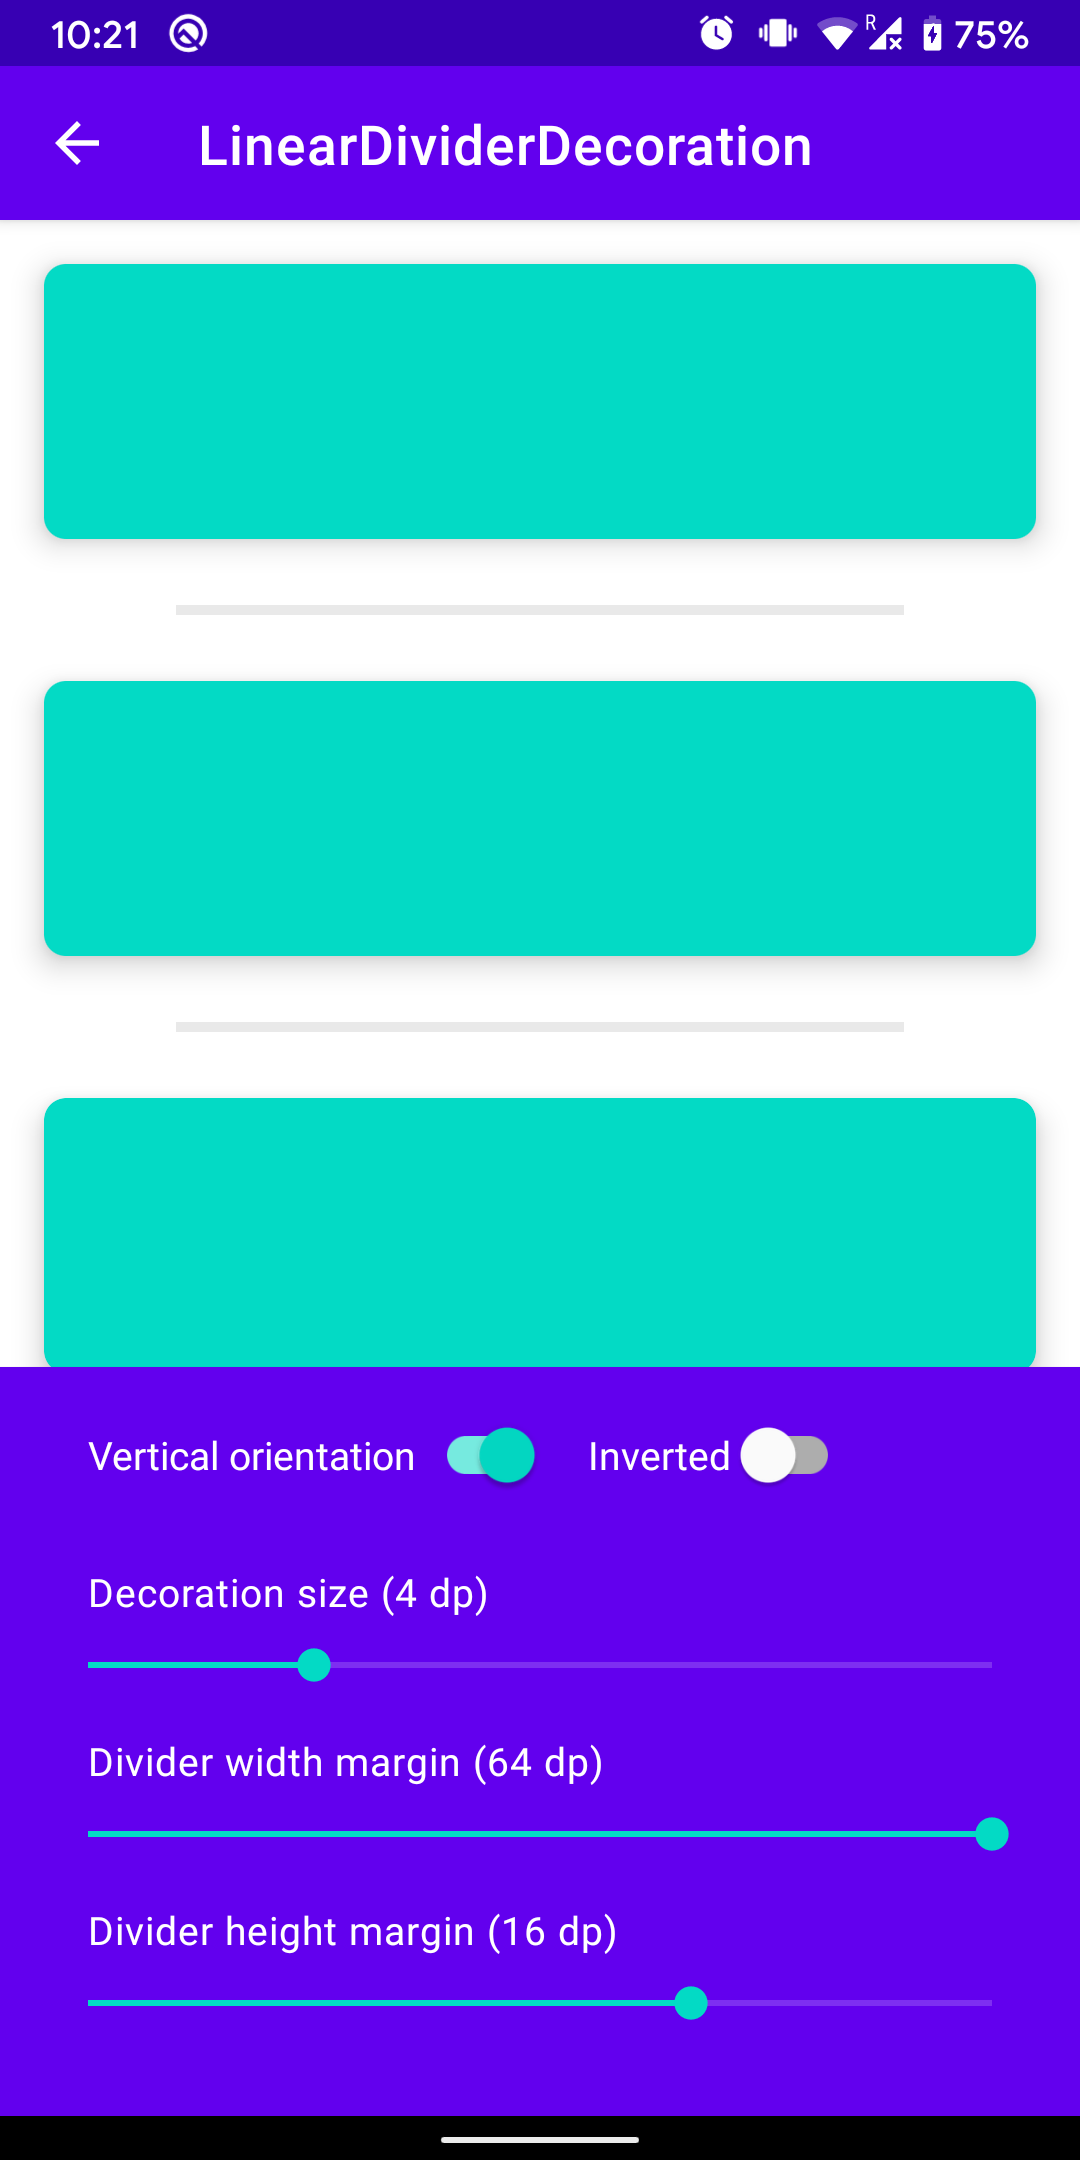 10:21 R 75%
LinearDividerDecoration
Vertical orientation Inverted
Decoration size (4 dp)
Divider width margin (64 dp)
Divider height margin (16 dp)